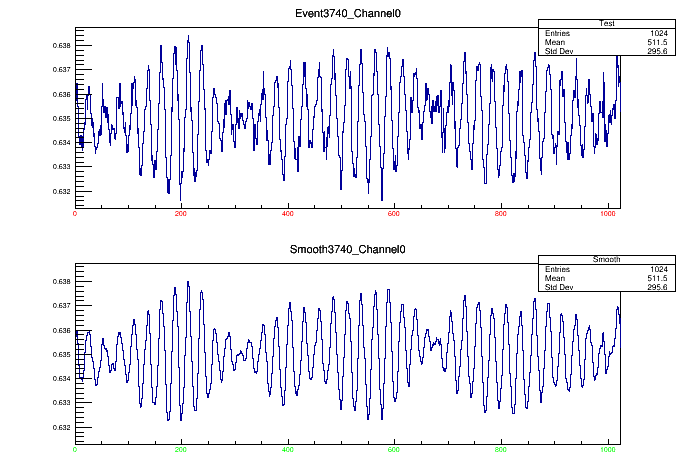 Event3740_Channel0
Test
Entries 1024
Mean 511.5
Std Dev 295.6
0.638
0.637
0.636
0.635
0.634
0.633
0.632
0 200 400 600 800 1000
Smooth3740_Channel0
Smooth
Entries 1024
Mean 511.5
Std Dev 295.6
0.638
0.637
0.636
0.635
0.634
0.633
0.632
0 200 400 600 800 1000